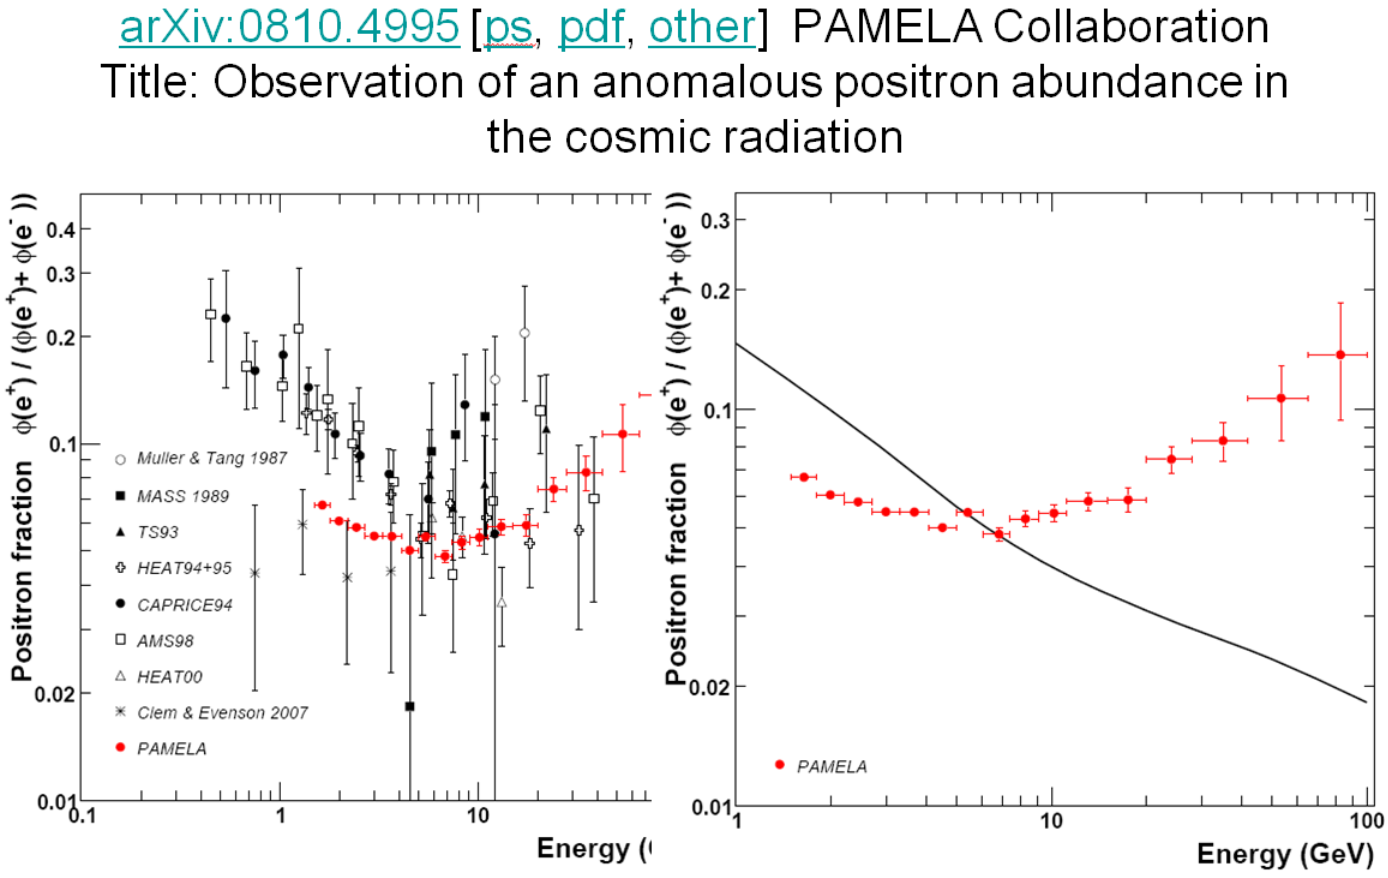 arXiv:0810.4995 [ps, pdf, other] PAMELA Collaboration
Title: Observation of an anomalous positron abundance in
the cosmic radiation
Positron fraction φ(e+) / (φ(e+)+ φ(e-))
0.4
0.3
0.2
0.1
0.02
0.01
Muller & Tang 1987
MASS 1989
TS93
HEAT94+95
CAPRICE94
AMS98
HEAT00
Clem & Evenson 2007
PAMELA
0.1
1
10
Energy (
Positron fraction φ(e+) / (φ(e+)+ φ(e-))
0.3
0.2
0.1
0.02
0.01
PAMELA
1
10
100
Energy (GeV)